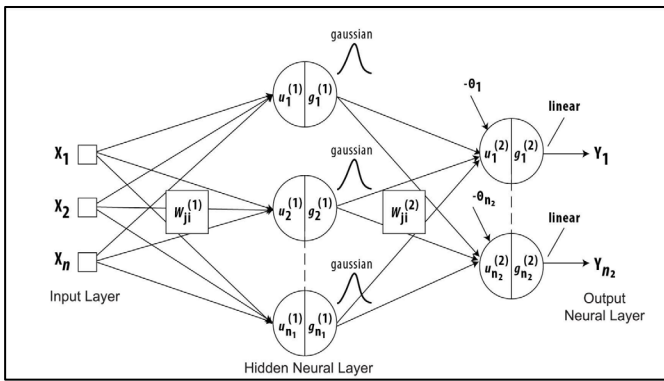 gaussian
u₁⁽¹⁾ g₁⁽¹⁾
-θ₁
linear
X₁
u₁⁽²⁾ g₁⁽²⁾
Y₁
gaussian
X₂
Wⱼᵢ⁽¹⁾
u₂⁽¹⁾ g₂⁽¹⁾
Wⱼᵢ⁽²⁾
-θn₂
linear
Xn
un₂⁽²⁾ gn₂⁽²⁾
Yn₂
gaussian
Input Layer
Output
Neural Layer
un₁⁽¹⁾ gn₁⁽¹⁾
Hidden Neural Layer